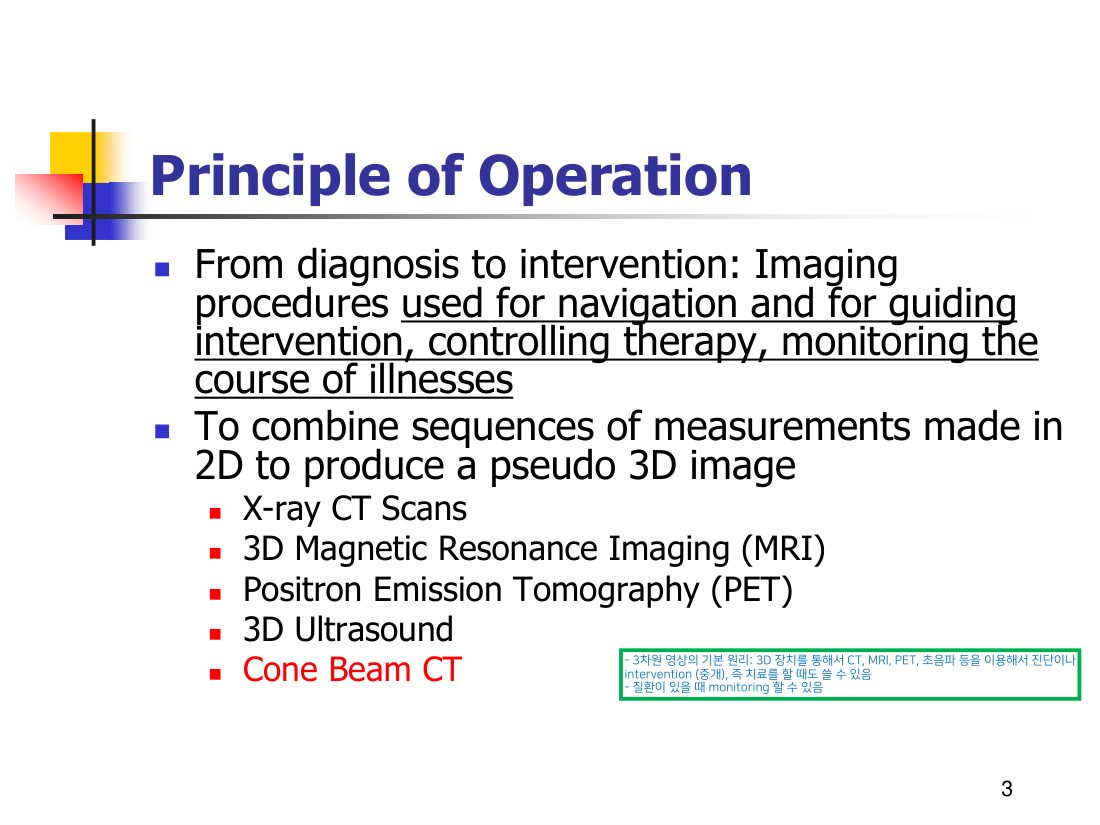 Principle of Operation
From diagnosis to intervention: Imaging
procedures used for navigation and for guiding
intervention, controlling therapy, monitoring the
course of illnesses
To combine sequences of measurements made in
2D to produce a pseudo 3D image
X-ray CT Scans
3D Magnetic Resonance Imaging (MRI)
Positron Emission Tomography (PET)
3D Ultrasound
Cone Beam CT
- 3차원 영상의 기본 원리: 3D 장치를 통해서 CT, MRI, PET, 초음파 등을 이용해서 진단이나
intervention (중개), 즉 치료를 할 때도 쓸 수 있음
- 질환이 있을 때 monitoring 할 수 있음
3